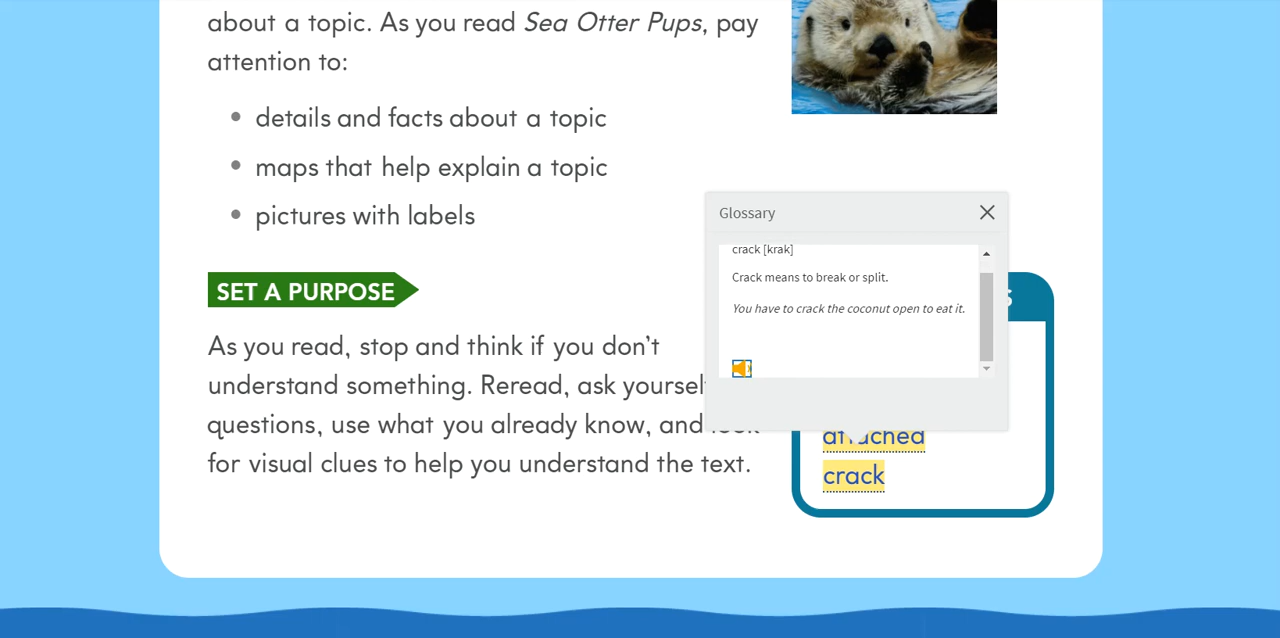 about a topic. As you read Sea Otter Pups, pay
attention to:
• details and facts about a topic
• maps that help explain a topic
• pictures with labels
SET A PURPOSE
As you read, stop and think if you don’t
understand something. Reread, ask yourself
questions, use what you already know, and look
for visual clues to help you understand the text.
Glossary
crack [krak]
Crack means to break or split.
You have to crack the coconut open to eat it.
S
attached
crack